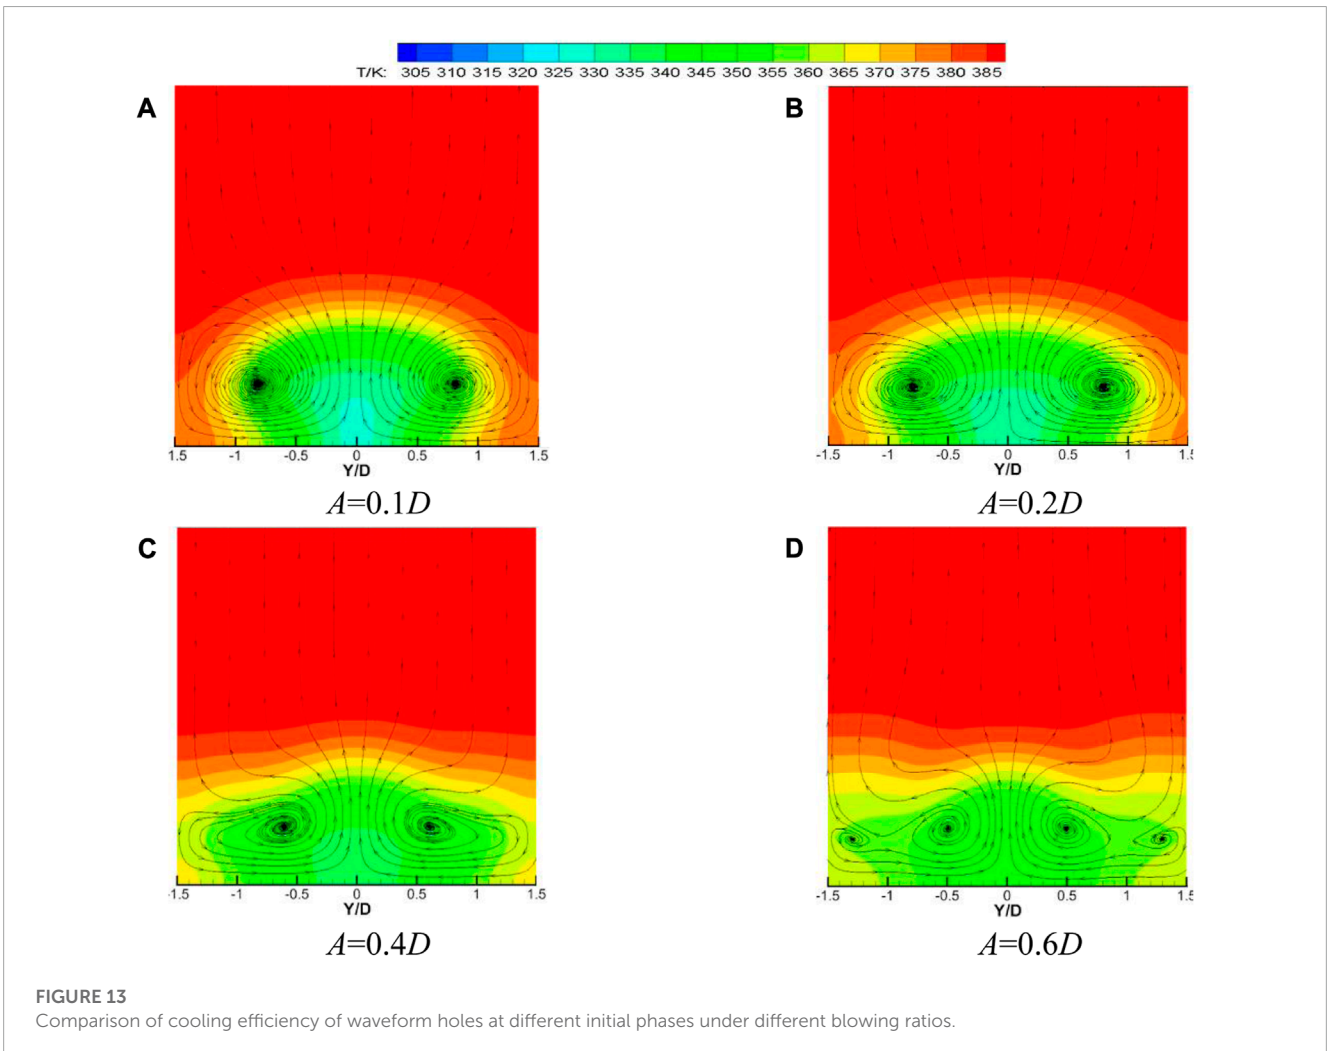 T/K: 305 310 315 320 325 330 335 340 345 350 355 360 365 370 375 380 385
A
B
1.5 -1 -0.5 0 0.5 1 1.5
Y/D
-1.5 -1 -0.5 0 0.5 1 1.5
Y/D
A=0.1D
A=0.2D
C
D
-1.5 -1 -0.5 0 0.5 1 1.5
Y/D
-1.5 -1 -0.5 0 0.5 1 1.5
Y/D
A=0.4D
A=0.6D
FIGURE 13
Comparison of cooling efficiency of waveform holes at different initial phases under different blowing ratios.